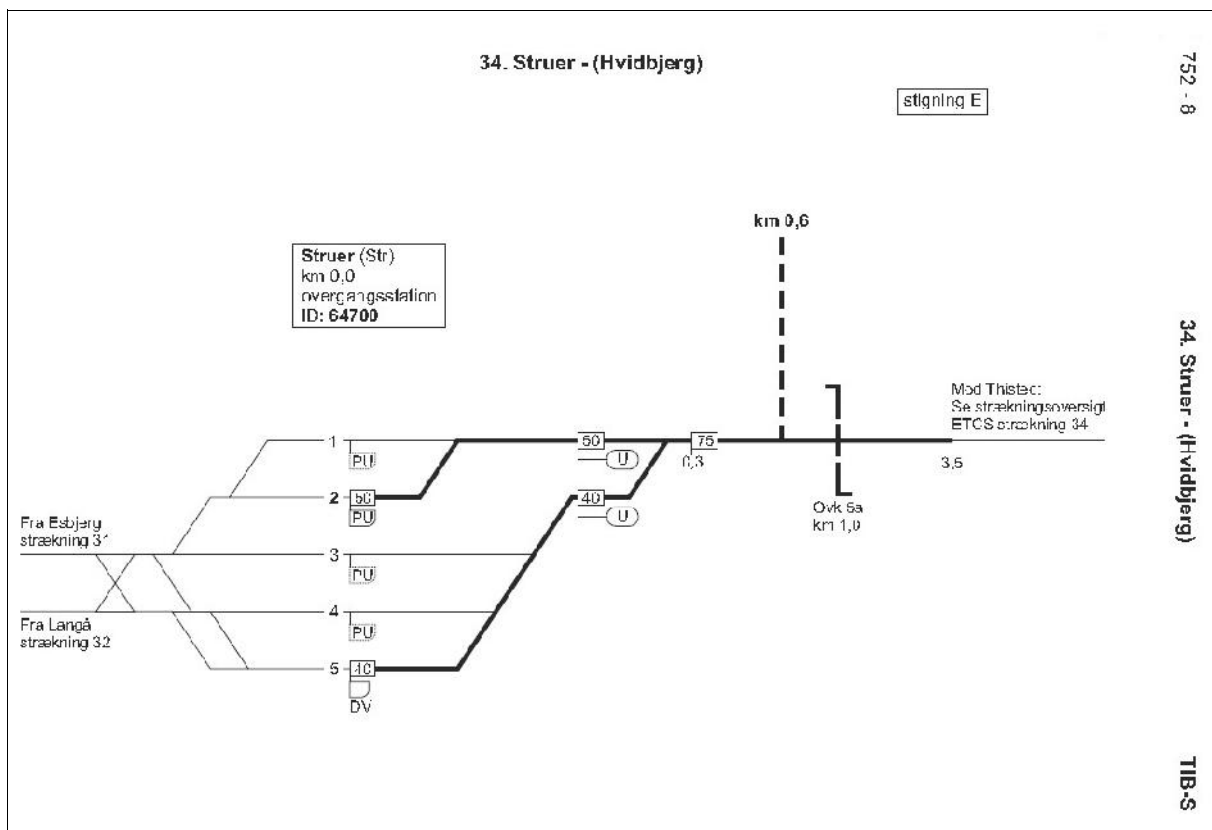 34. Struer - (Hvidbjerg)
stigning E
752 - 8
km 0,6
Struer (Str)
km 0,0
overgangsstation
ID: 64700
34. Struer - (Hvidbjerg)
Mod Thisted:
Se strækningsoversigt
ETCS strækning 34
1
PU
50
U
75
0,3
3,5
2
50
PU
40
U
Ovk 5a
km 1,0
Fra Esbjerg
strækning 31
3
PU
Fra Langå
strækning 32
4
PU
5
40
DV
TIB-S